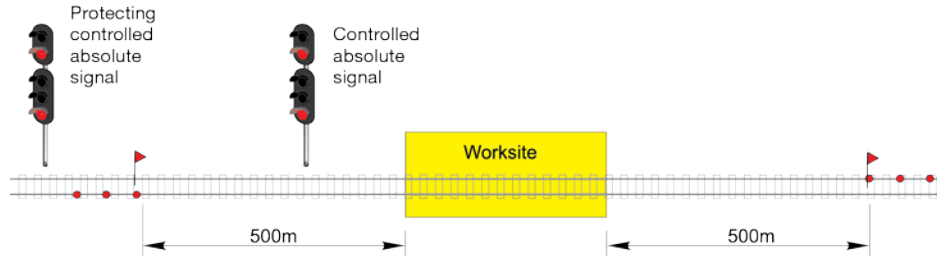 Protecting
controlled
absolute
signal
Controlled
absolute
signal
Worksite
500m
500m